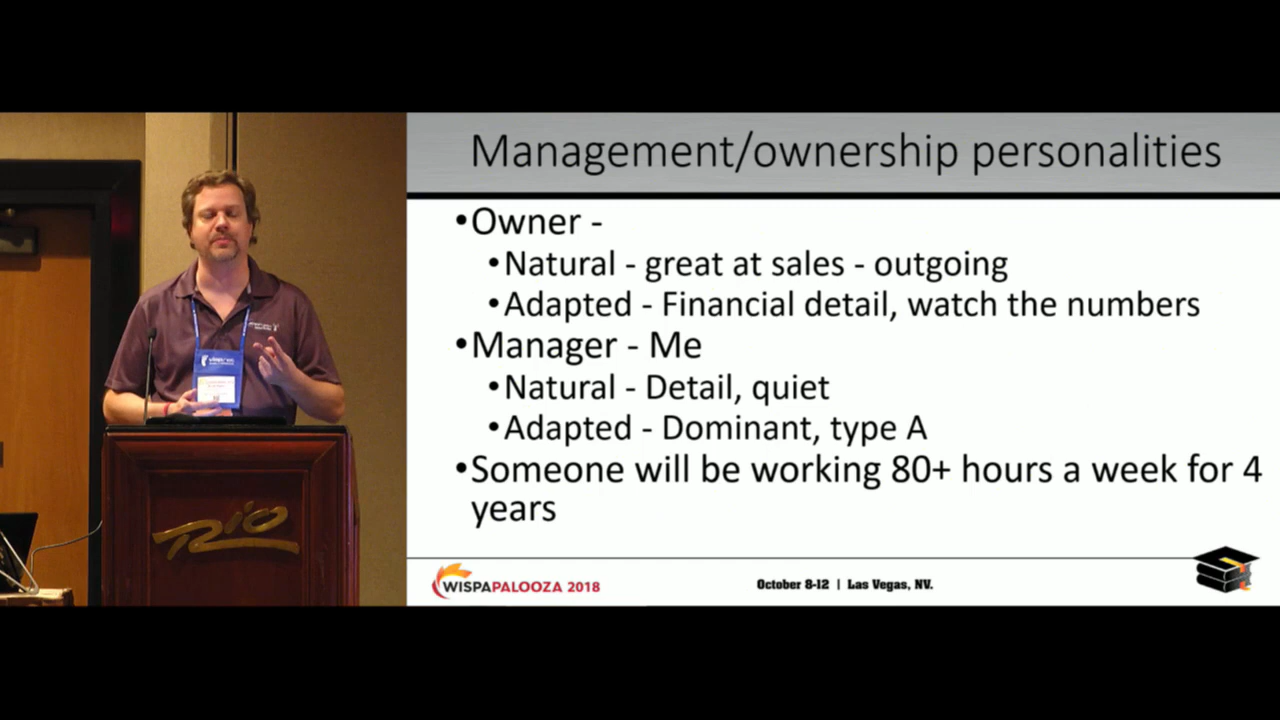 Management/ownership personalities
•Owner -
•Natural - great at sales - outgoing
•Adapted - Financial detail, watch the numbers
•Manager - Me
•Natural - Detail, quiet
•Adapted - Dominant, type A
•Someone will be working 80+ hours a week for 4
years
WISPAPALOOZA 2018
October 8-12 | Las Vegas, NV.
Rio